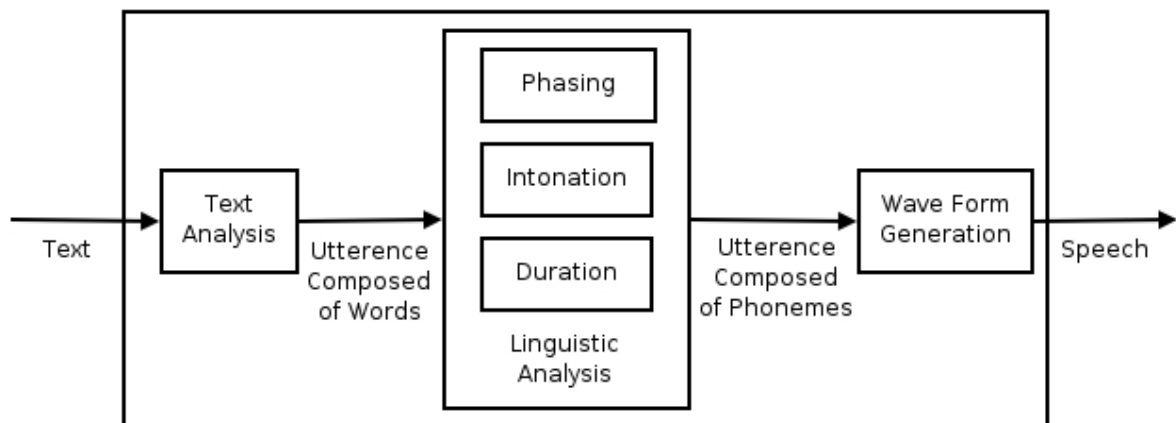 Text
Text
Analysis
Utterence
Composed
of Words
Phasing
Intonation
Duration
Linguistic
Analysis
Utterence
Composed
of Phonemes
Wave Form
Generation
Speech